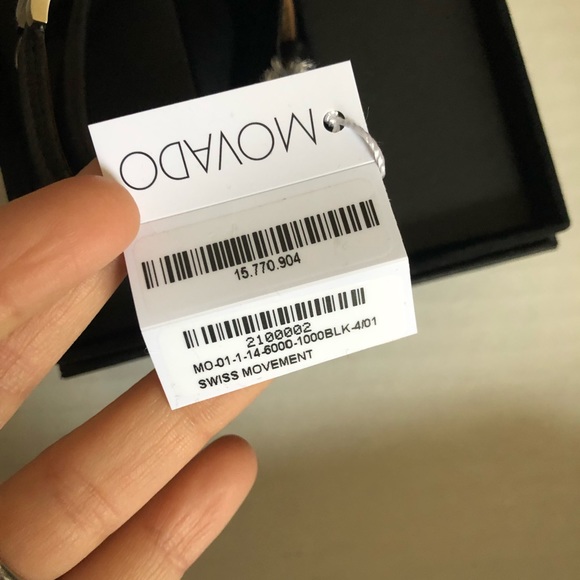 MOVADO
15.770.904
2100002
MO-01-1-14-6000-1000BLK-4/01
SWISS MOVEMENT